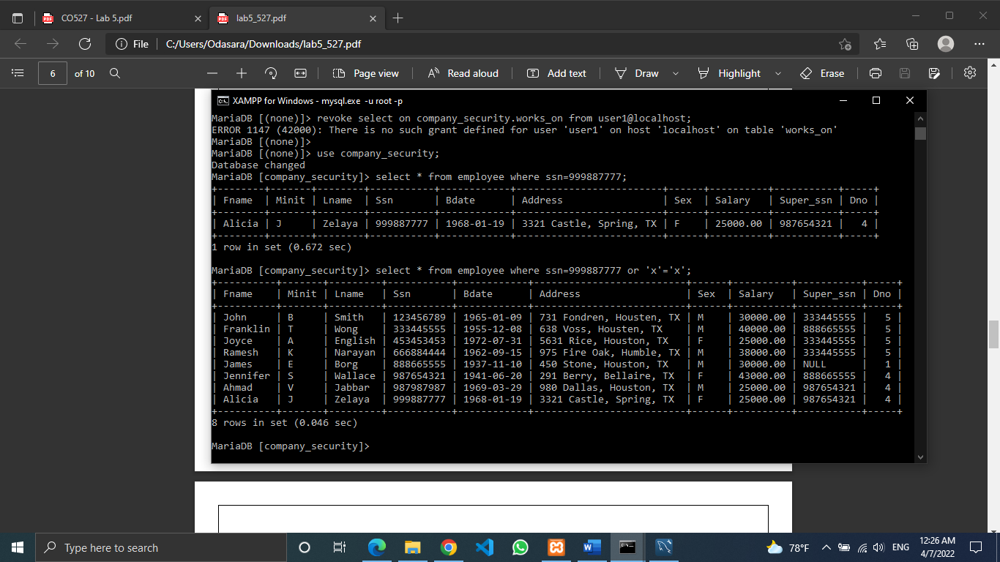 CO527 - Lab 5.pdf
lab5_527.pdf
File
C:/Users/Odasara/Downloads/lab5_527.pdf
6 of 10
Page view
Read aloud
Add text
Draw
Highlight
Erase
XAMPP for Windows - mysql.exe -u root -p
MariaDB [(none)]> revoke select on company_security.works_on from user1@localhost;
ERROR 1147 (42000): There is no such grant defined for user 'user1' on host 'localhost' on table 'works_on'
MariaDB [(none)]>
MariaDB [(none)]> use company_security;
Database changed
MariaDB [company_security]> select * from employee where ssn=999887777;
+---------+-------+--------+-----------+------------+-------------------------+------+----------+-----------+-----+
| Fname  | Minit | Lname  | Ssn       | Bdate      | Address                 | Sex  | Salary   | Super_ssn | Dno |
+---------+-------+--------+-----------+------------+-------------------------+------+----------+-----------+-----+
| Alicia | J     | Zelaya | 999887777 | 1968-01-19 | 3321 Castle, Spring, TX | F    | 25000.00 | 987654321 |   4 |
+---------+-------+--------+-----------+------------+-------------------------+------+----------+-----------+-----+
1 row in set (0.672 sec)
MariaDB [company_security]> select * from employee where ssn=999887777 or 'x'='x';
+----------+-------+---------+-----------+------------+--------------------------+------+----------+-----------+-----+
| Fname    | Minit | Lname   | Ssn       | Bdate      | Address                  | Sex  | Salary   | Super_ssn | Dno |
+----------+-------+---------+-----------+------------+--------------------------+------+----------+-----------+-----+
| John     | B     | Smith   | 123456789 | 1965-01-09 | 731 Fondren, Housten, TX | M    | 30000.00 | 333445555 |   5 |
| Franklin | T     | Wong    | 333445555 | 1955-12-08 | 638 Voss, Housten, TX    | M    | 40000.00 | 888665555 |   5 |
| Joyce    | A     | English | 453453453 | 1972-07-31 | 5631 Rice, Houston, TX   | F    | 25000.00 | 333445555 |   5 |
| Ramesh   | K     | Narayan | 666884444 | 1962-09-15 | 975 Fire Oak, Humble, TX | M    | 38000.00 | 333445555 |   5 |
| James    | E     | Borg    | 888665555 | 1937-11-10 | 450 Stone, Houston, TX   | M    | 30000.00 | NULL      |   1 |
| Jennifer | S     | Wallace | 987654321 | 1941-06-20 | 291 Berry, Bellaire, TX  | F    | 43000.00 | 888665555 |   4 |
| Ahmad    | V     | Jabbar  | 987987987 | 1969-03-29 | 980 Dallas, Houston, TX  | M    | 25000.00 | 987654321 |   4 |
| Alicia   | J     | Zelaya  | 999887777 | 1968-01-19 | 3321 Castle, Spring, TX  | F    | 25000.00 | 987654321 |   4 |
+----------+-------+---------+-----------+------------+--------------------------+------+----------+-----------+-----+
8 rows in set (0.046 sec)
MariaDB [company_security]>
Type here to search
78°F
ENG
12:26 AM
4/7/2022